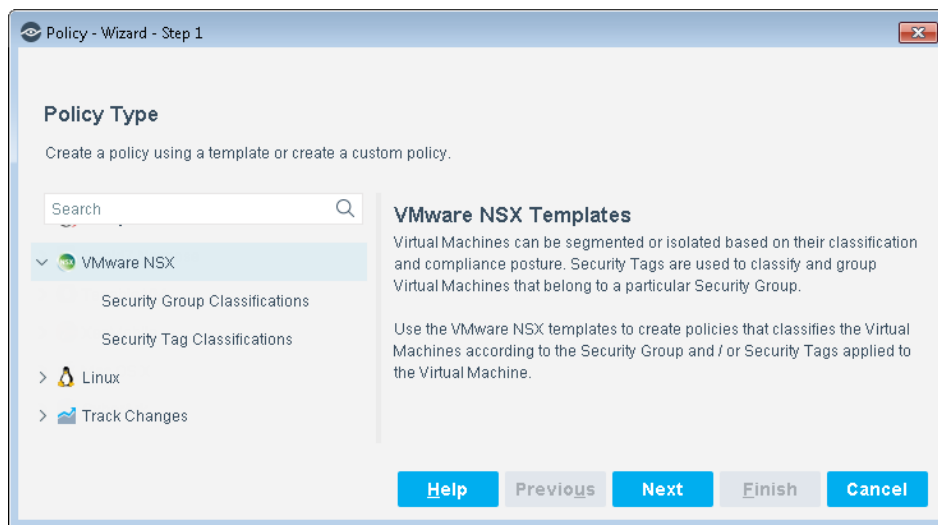 Policy - Wizard - Step 1
Policy Type
Create a policy using a template or create a custom policy.
Search
VMware NSX
Security Group Classifications
Security Tag Classifications
Linux
Track Changes
VMware NSX Templates
Virtual Machines can be segmented or isolated based on their classification
and compliance posture. Security Tags are used to classify and group
Virtual Machines that belong to a particular Security Group.
Use the VMware NSX templates to create policies that classifies the Virtual
Machines according to the Security Group and / or Security Tags applied to
the Virtual Machine.
Help Previous Next Finish Cancel